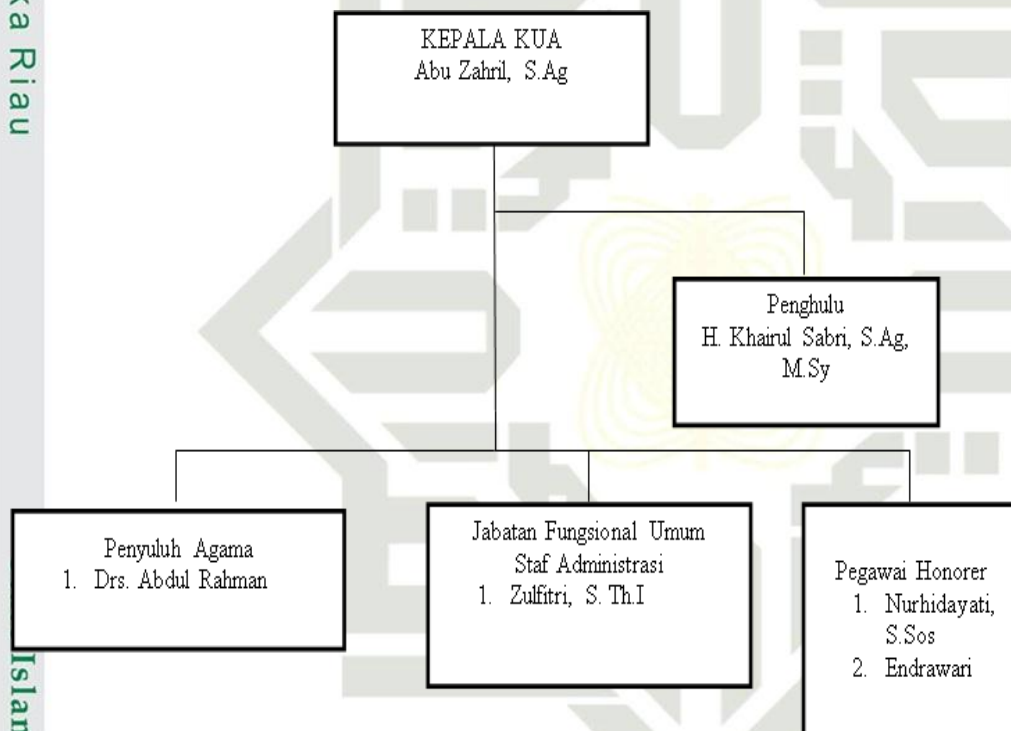 ka Riau
KEPALA KUA
Abu Zahril, S.Ag
Penghulu
H. Khairul Sabri, S.Ag,
M.Sy
Penyuluh Agama
1. Drs. Abdul Rahman
Jabatan Fungsional Umum
Staf Administrasi
1. Zulfitri, S. Th.I
Pegawai Honorer
1. Nurhidayati,
S.Sos
2. Endrawari
Islam